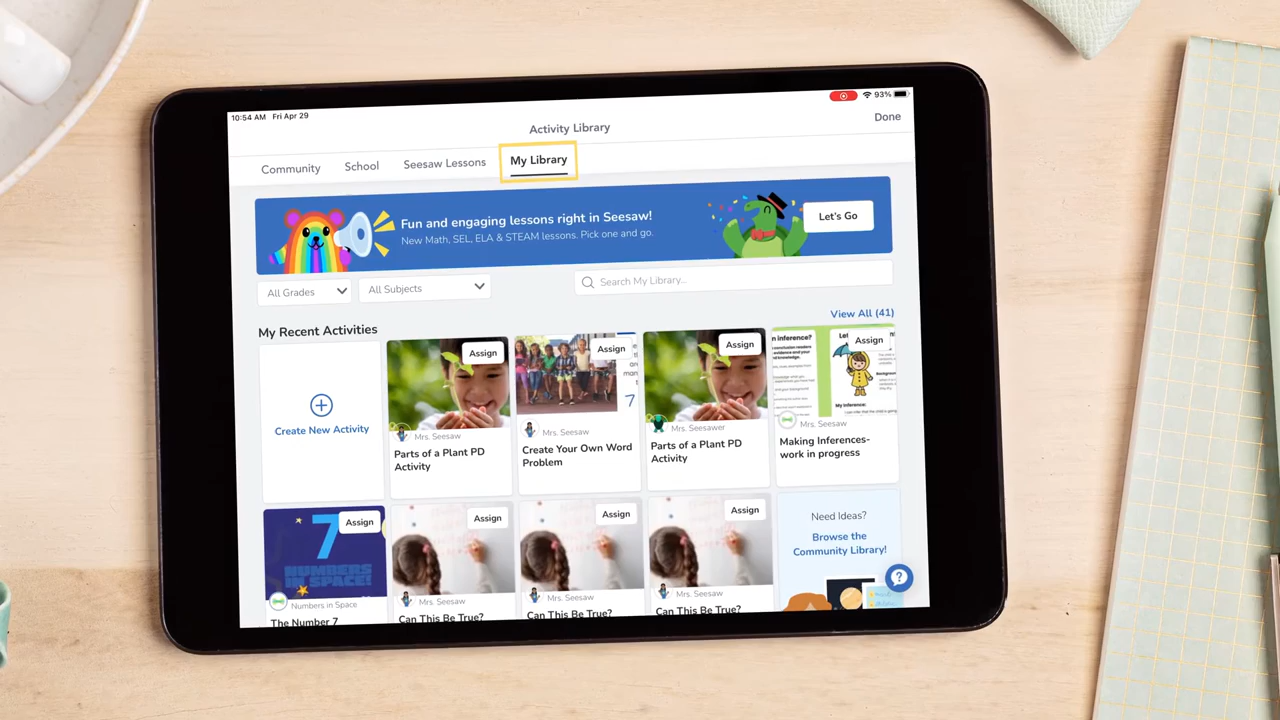 10:54 AM Fri Apr 29
93%
Activity Library
Done
Community
School
Seesaw Lessons
My Library
Fun and engaging lessons right in Seesaw!
New Math, SEL, ELA & STEAM lessons. Pick one and go.
Let's Go
All Grades
All Subjects
Search My Library...
My Recent Activities
View All (41)
Create New Activity
Assign
Mrs. Seesaw
Parts of a Plant PD
Activity
Assign
7
Mrs. Seesaw
Create Your Own Word
Problem
Assign
Mrs. Seesawer
Parts of a Plant PD
Activity
Assign
My Inference:
Mrs. Seesaw
Making Inferences-
work in progress
Assign
7
NUMBERS
IN SPACE!
Numbers in Space
The Number 7
Assign
Mrs. Seesaw
Can This Be True?
Assign
Mrs. Seesaw
Can This Be True?
Assign
Mrs. Seesaw
Can This Be True?
Need Ideas?
Browse the
Community Library!
?